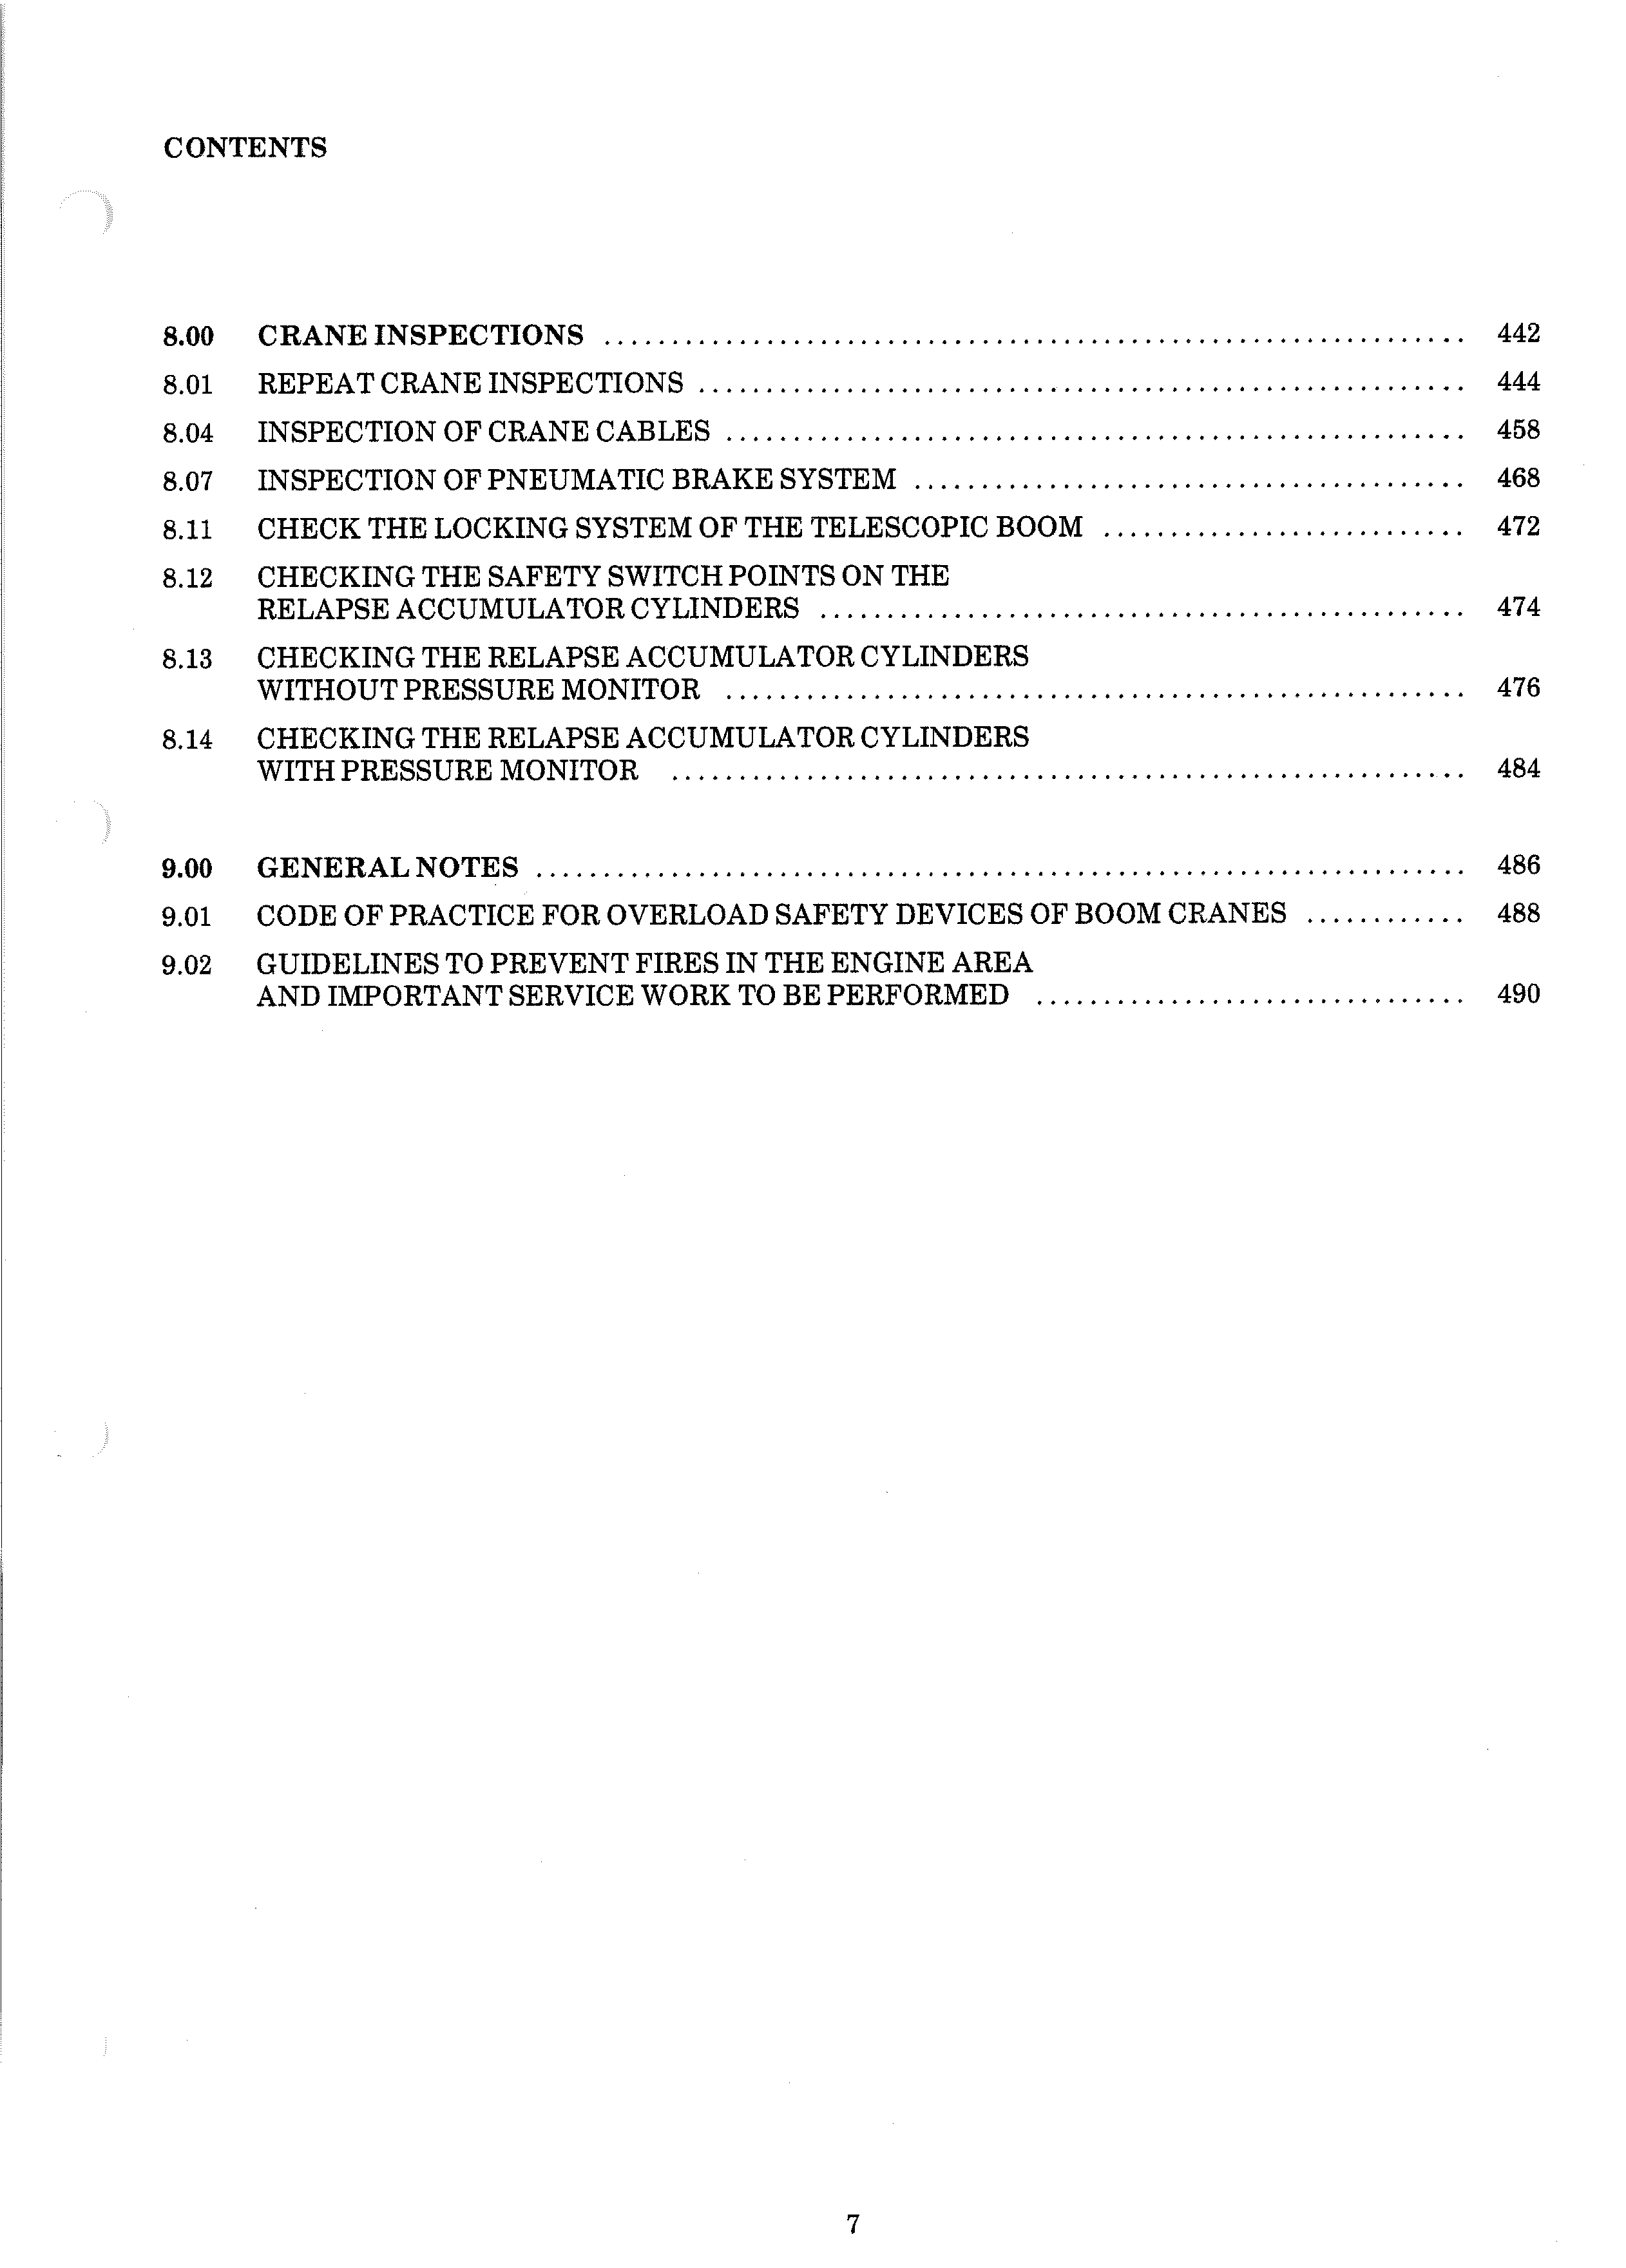 CONTENTS
8.00 CRANE INSPECTIONS ................................................................ 442
8.01 REPEAT CRANE INSPECTIONS ......................................................... 444
8.04 INSPECTION OF CRANE CABLES ....................................................... 458
8.07 INSPECTION OF PNEUMATIC BRAKE SYSTEM ......................................... 468
8.11 CHECK THE LOCKING SYSTEM OF THE TELESCOPIC BOOM ........................... 472
8.12 CHECKING THE SAFETY SWITCH POINTS ON THE
RELAPSE ACCUMULATOR CYLINDERS ................................................ 474
8.13 CHECKING THE RELAPSE ACCUMULATOR CYLINDERS
WITHOUT PRESSURE MONITOR ....................................................... 476
8.14 CHECKING THE RELAPSE ACCUMULATOR CYLINDERS
WITH PRESSURE MONITOR ........................................................... 484
9.00 GENERAL NOTES ..................................................................... 486
9.01 CODE OF PRACTICE FOR OVERLOAD SAFETY DEVICES OF BOOM CRANES ............ 488
9.02 GUIDELINES TO PREVENT FIRES IN THE ENGINE AREA
AND IMPORTANT SERVICE WORK TO BE PERFORMED ................................ 490
7